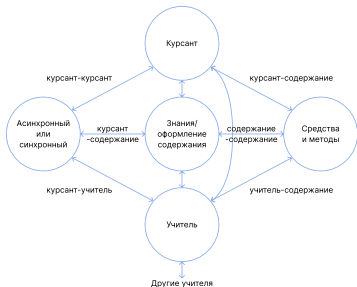 Курсант
курсант-курсант
курсант-содержание
Асинхронный
или
синхронный
курсант
-содержание
Знания/
оформление
содержания
содержание
-содержание
Средства
и методы
курсант-учитель
учитель-содержание
Учитель
Другие учителя